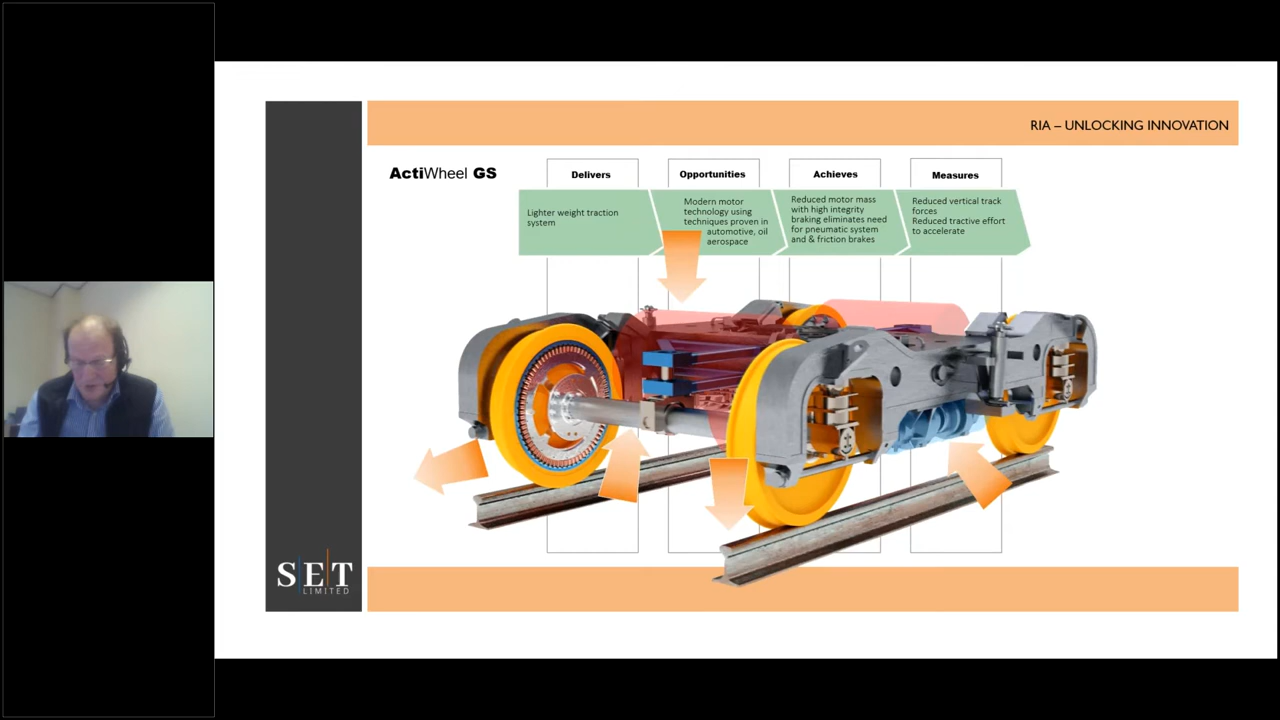 RIA – UNLOCKING INNOVATION
ActiWheel GS
Delivers
Opportunities
Achieves
Measures
Lighter weight traction
system
Modern motor
technology using
techniques proven in
automotive, oil
aerospace
Reduced motor mass
with high integrity
braking eliminates need
for pneumatic system
and & friction brakes
Reduced vertical track
forces
Reduced tractive effort
to accelerate
SET
LIMITED